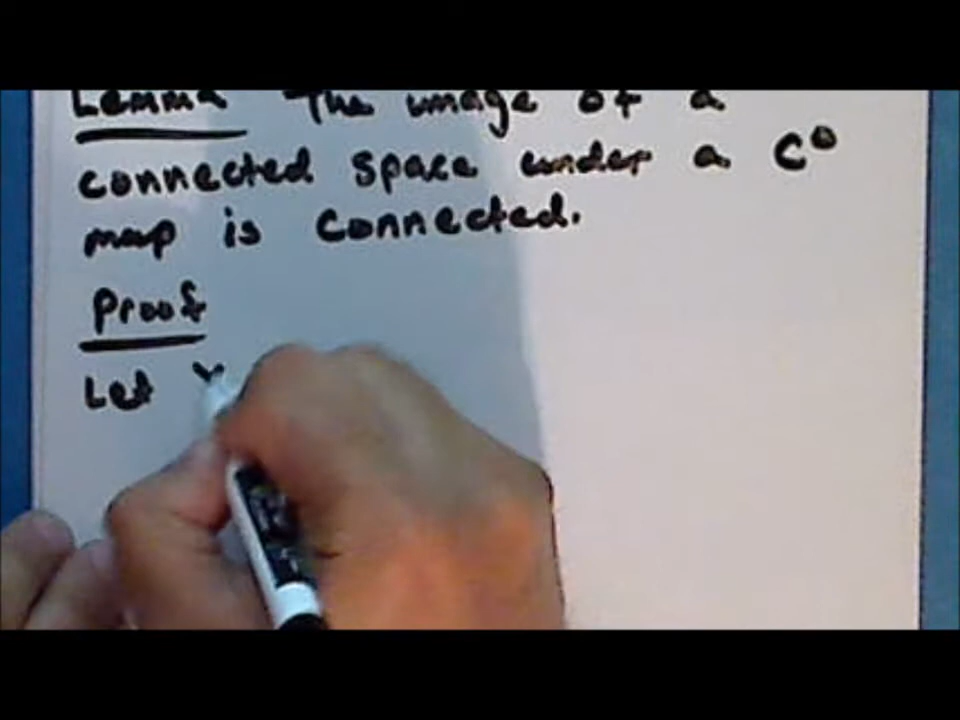 Lemma The image of a
connected space under a C⁰
map is connected.
Proof
Let